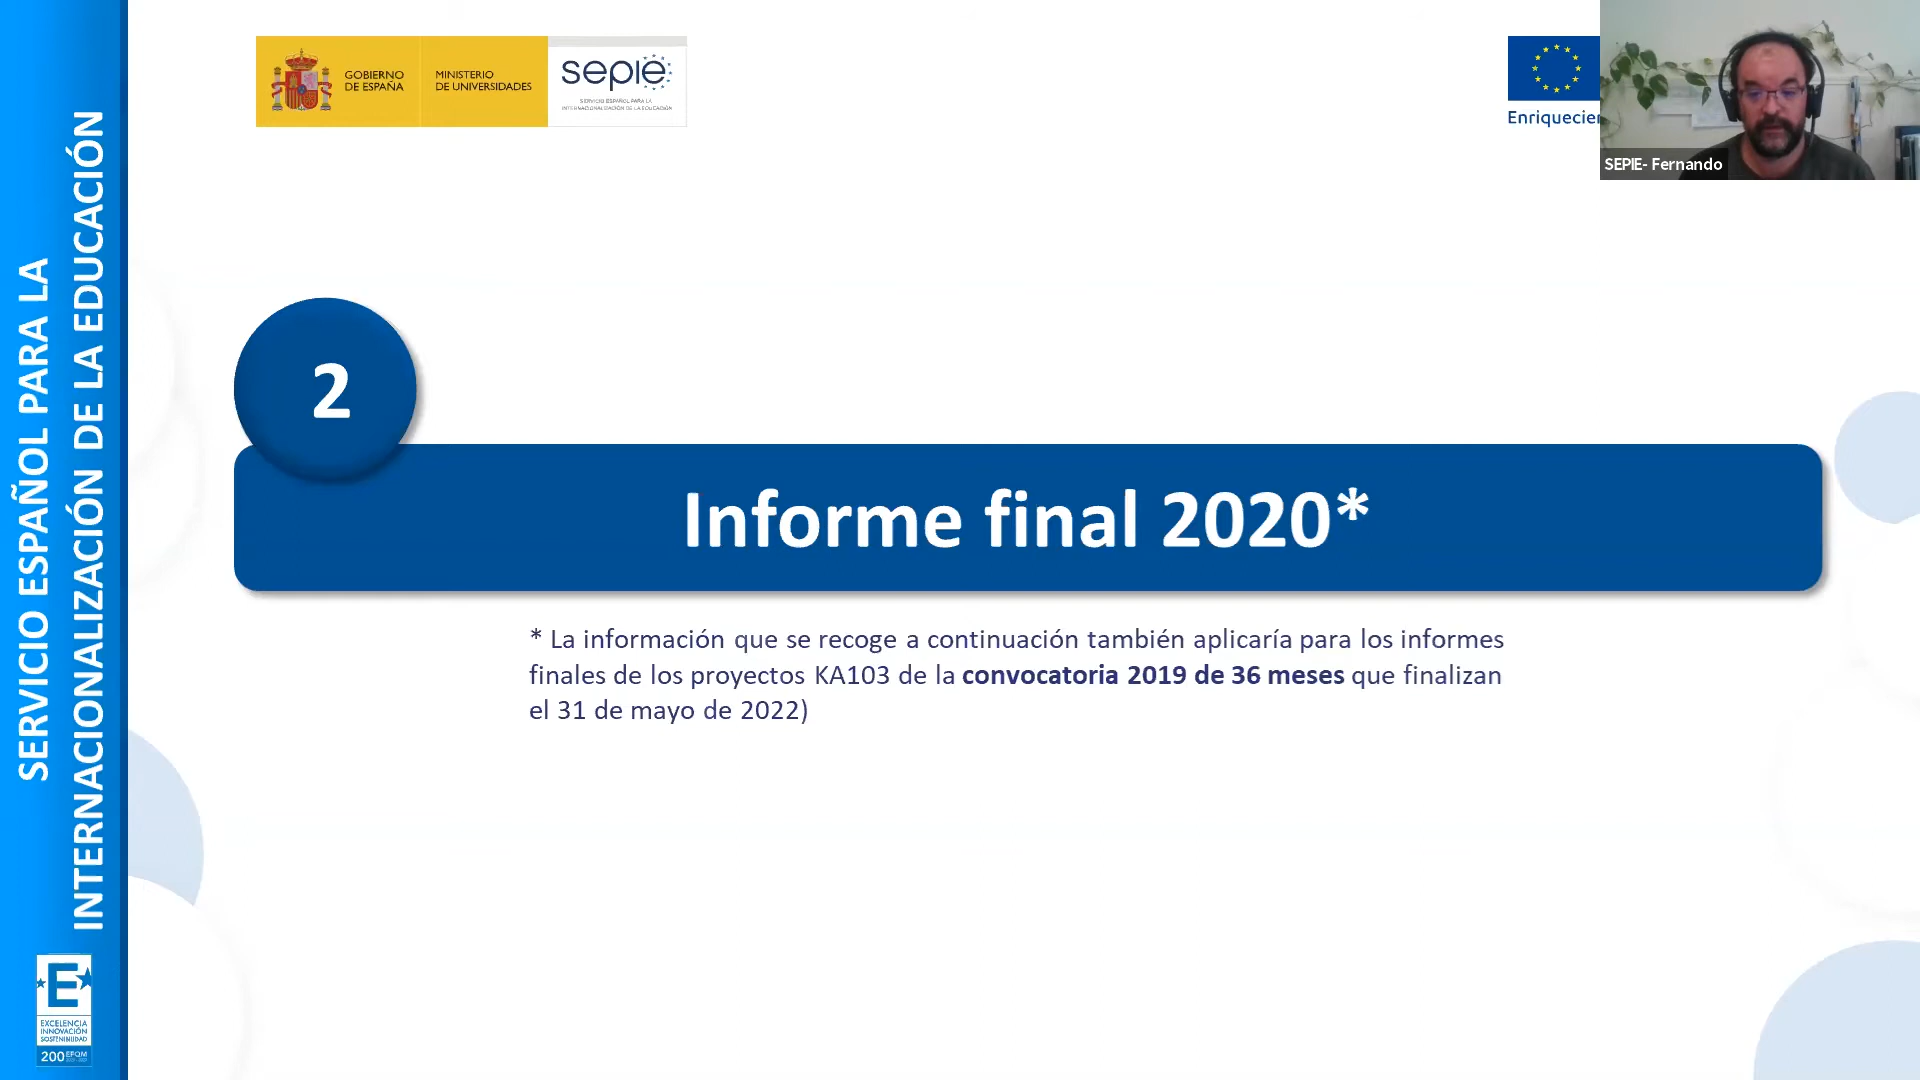 SERVICIO ESPAÑOL PARA LA
INTERNACIONALIZACIÓN DE LA EDUCACIÓN
GOBIERNO
DE ESPAÑA
MINISTERIO
DE UNIVERSIDADES
sepie
SERVICIO ESPAÑOL PARA LA
INTERNACIONALIZACIÓN DE LA EDUCACIÓN
Enriquecien
SEPIE- Fernando
2
Informe final 2020*
* La información que se recoge a continuación también aplicaría para los informes
finales de los proyectos KA103 de la convocatoria 2019 de 36 meses que finalizan
el 31 de mayo de 2022)
E
EXCELENCIA
INNOVACIÓN
SOSTENIBILIDAD
200 EFQM